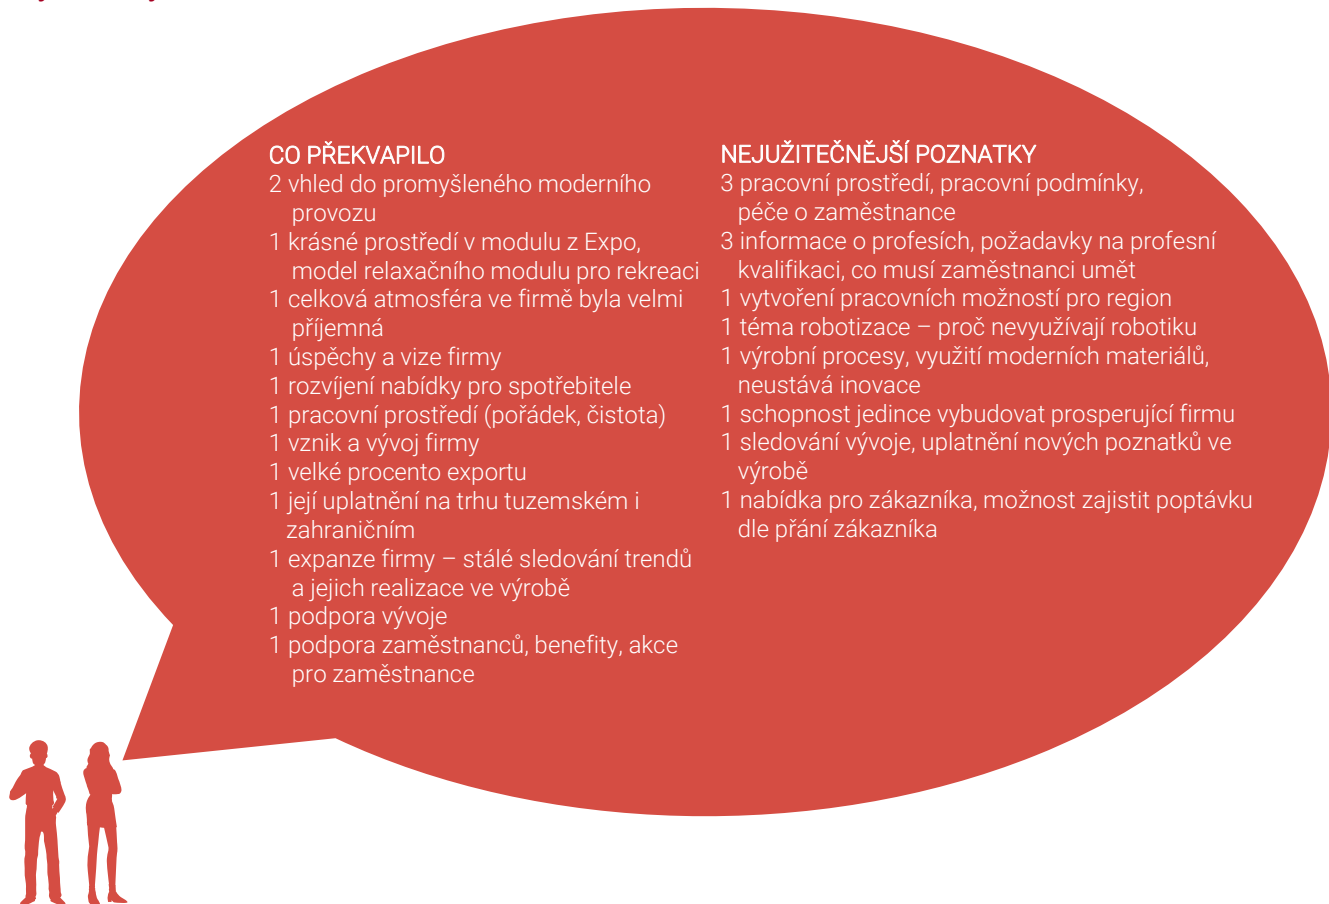 CO PŘEKVAPILO
2 vhled do promyšleného moderního
provozu
1 krásné prostředí v modulu z Expo,
model relaxačního modulu pro rekreaci
1 celková atmosféra ve firmě byla velmi
příjemná
1 úspěchy a vize firmy
1 rozvíjení nabídky pro spotřebitele
1 pracovní prostředí (pořádek, čistota)
1 vznik a vývoj firmy
1 velké procento exportu
1 její uplatnění na trhu tuzemském i
zahraničním
1 expanze firmy – stálé sledování trendů
a jejich realizace ve výrobě
1 podpora vývoje
1 podpora zaměstnanců, benefity, akce
pro zaměstnance
NEJUŽITEČNĚJŠÍ POZNATKY
3 pracovní prostředí, pracovní podmínky,
péče o zaměstnance
3 informace o profesích, požadavky na profesní
kvalifikaci, co musí zaměstnanci umět
1 vytvoření pracovních možností pro region
1 téma robotizace – proč nevyužívají robotiku
1 výrobní procesy, využití moderních materiálů,
neustává inovace
1 schopnost jedince vybudovat prosperující firmu
1 sledování vývoje, uplatnění nových poznatků ve
výrobě
1 nabídka pro zákazníka, možnost zajistit poptávku
dle přání zákazníka